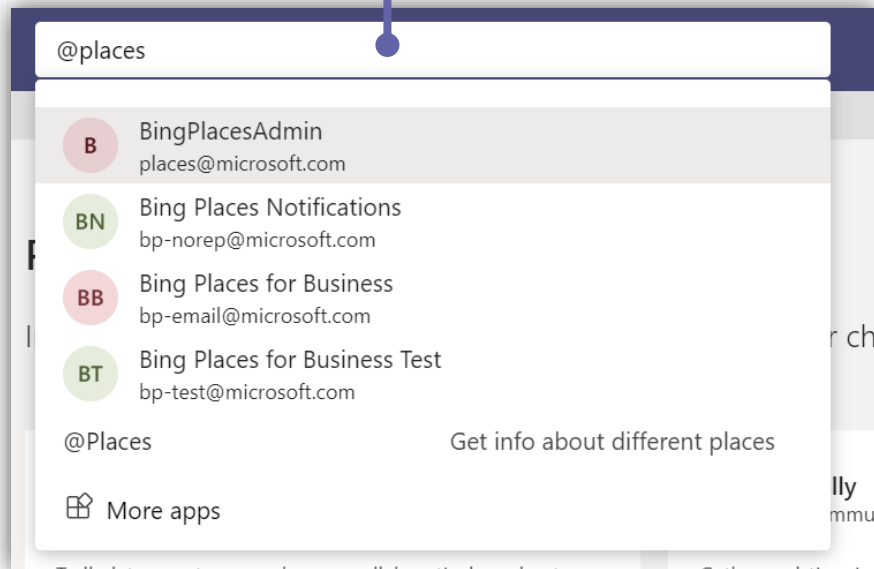 @places
B
BingPlacesAdmin
places@microsoft.com
BN
Bing Places Notifications
bp-norep@microsoft.com
BB
Bing Places for Business
bp-email@microsoft.com
BT
Bing Places for Business Test
bp-test@microsoft.com
@Places Get info about different places
More apps